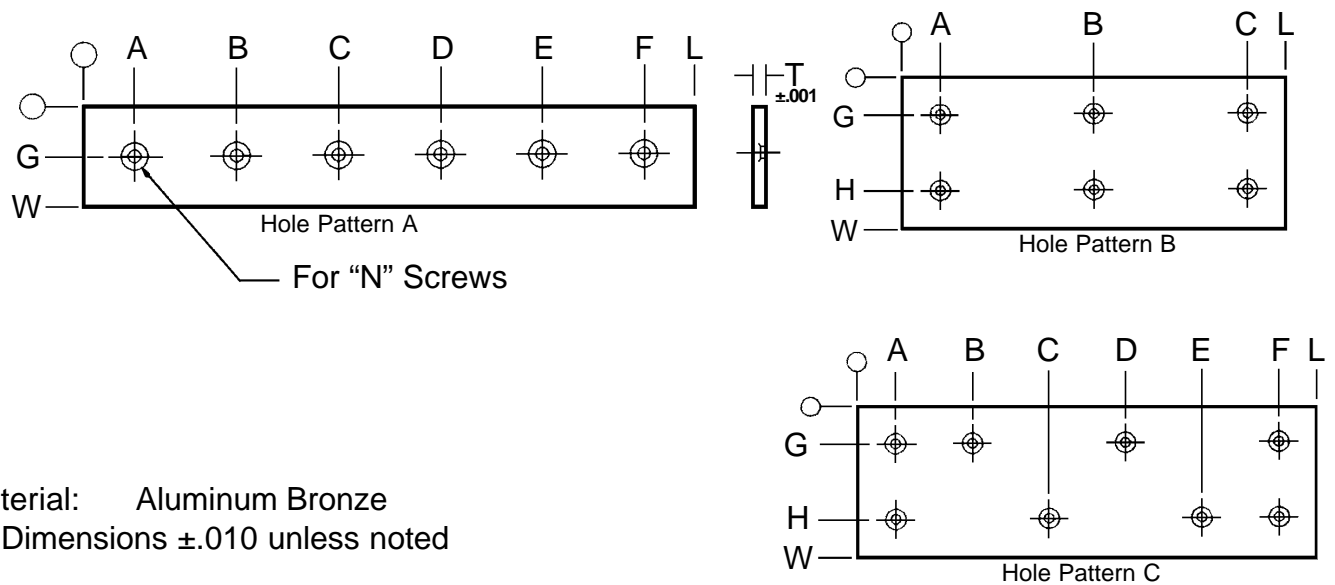 A B C D E F L
G
W
Hole Pattern A
For “N” Screws
T
±.001
A B C L
G
H
W
Hole Pattern B
A B C D E F L
G
H
W
Hole Pattern C
terial: Aluminum Bronze
Dimensions ±.010 unless noted